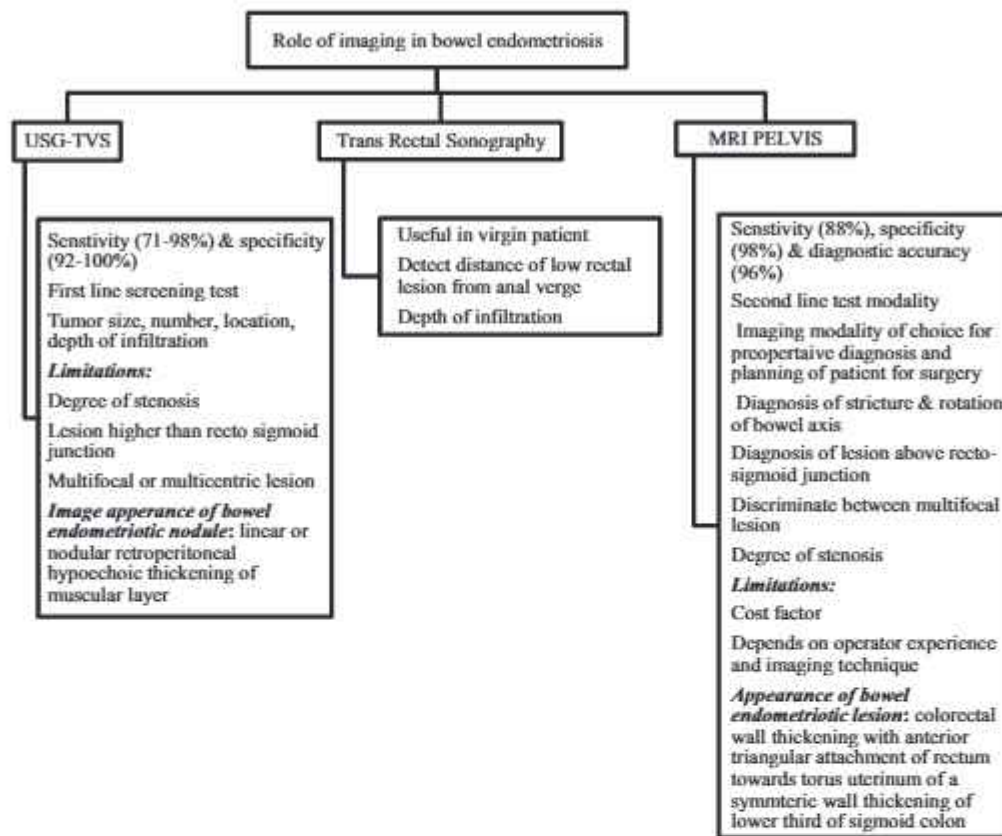 Role of imaging in bowel endometriosis
USG-TVS
Trans Rectal Sonography
MRI PELVIS
Senstivity (71-98%) & specificity
(92-100%)
First line screening test
Tumor size, number, location,
depth of infiltration
Limitations:
Degree of stenosis
Lesion higher than recto sigmoid
junction
Multifocal or multicentric lesion
Image apperance of bowel
endometriotic nodule: linear or
nodular retroperitoneal
hypoechoic thickening of
muscular layer
Useful in virgin patient
Detect distance of low rectal
lesion from anal verge
Depth of infiltration
Senstivity (88%), specificity
(98%) & diagnostic accuracy
(96%)
Second line test modality
Imaging modality of choice for
preopertaive diagnosis and
planning of patient for surgery
Diagnosis of stricture & rotation
of bowel axis
Diagnosis of lesion above recto-
sigmoid junction
Discriminate between multifocal
lesion
Degree of stenosis
Limitations:
Cost factor
Depends on operator experience
and imaging technique
Appearance of bowel
endometriotic lesion: colorectal
wall thickening with anterior
triangular attachment of rectum
towards torus uterinum of a
symmteric wall thickening of
lower third of sigmoid colon